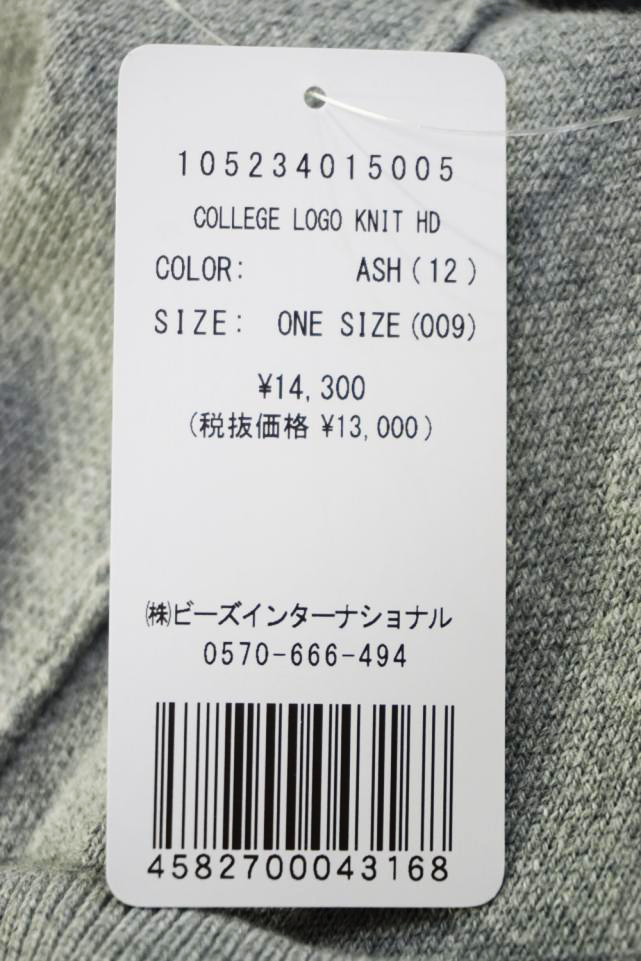 105234015005
COLLEGE LOGO KNIT HD
COLOR: ASH(12)
SIZE: ONE SIZE(009)
¥14,300
(税抜価格 ¥13,000)
㈱ビーズインターナショナル
0570-666-494
4582700043168